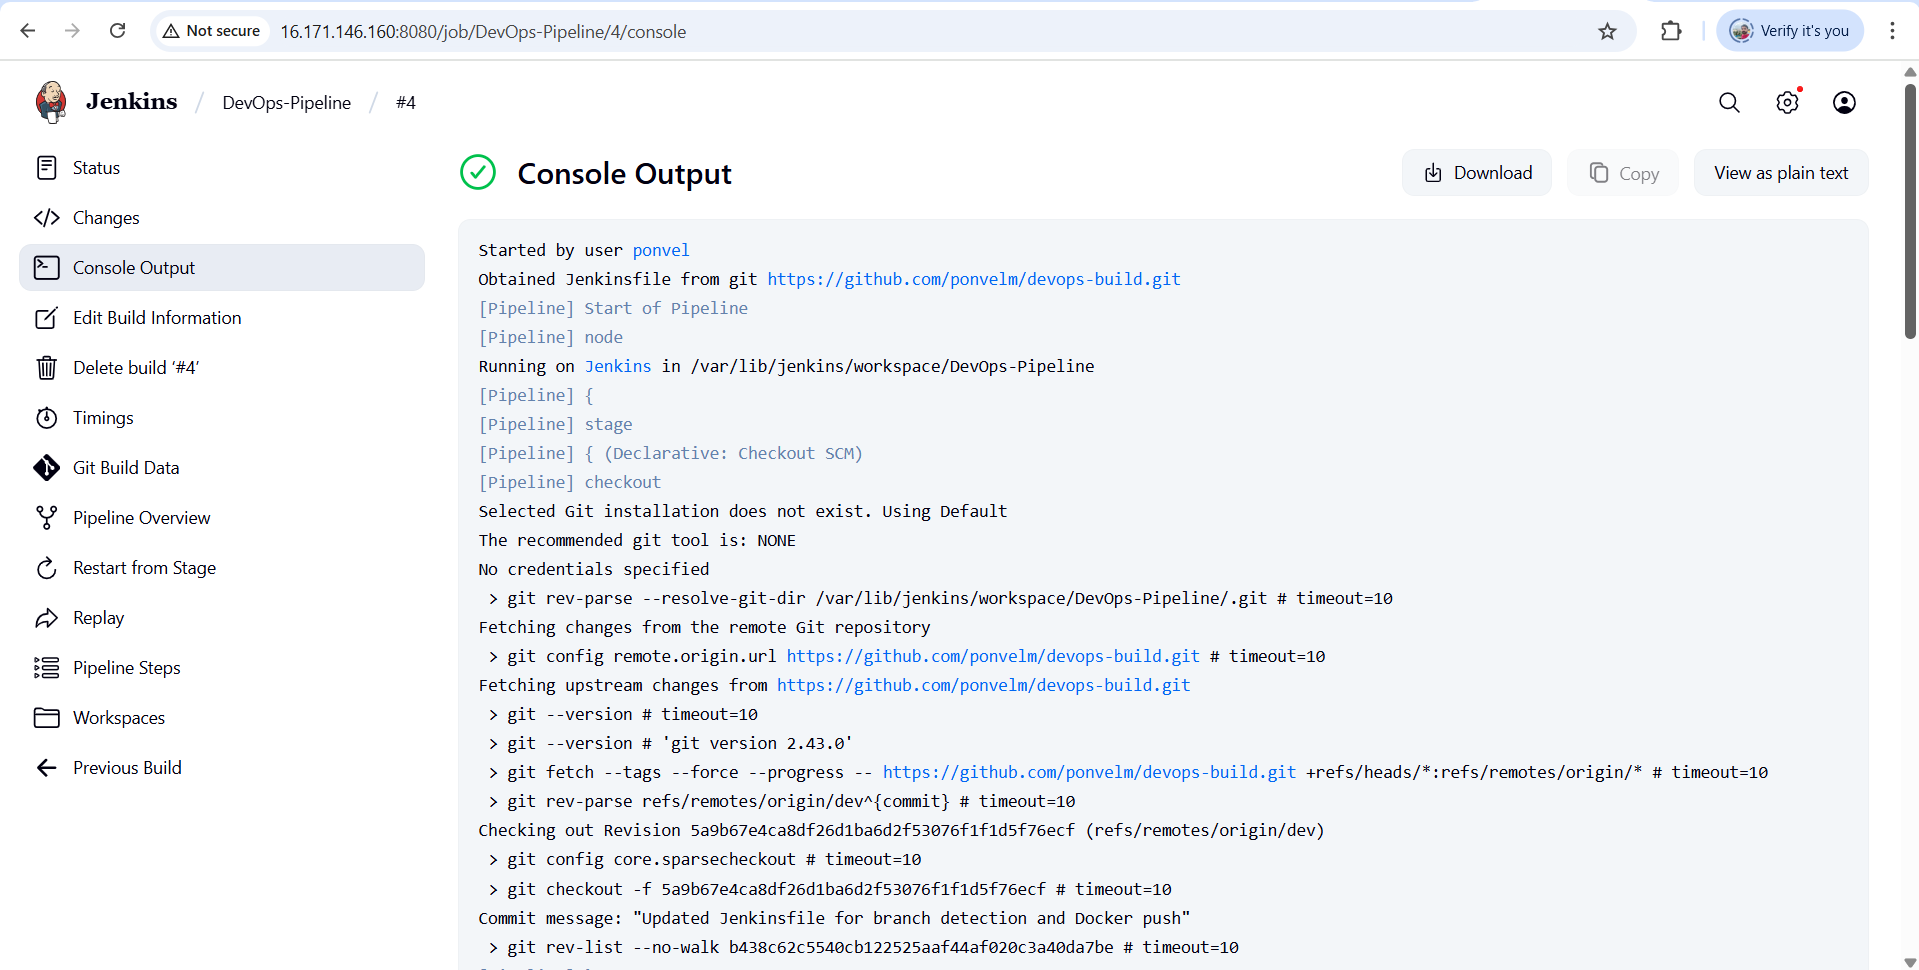 Not secure 16.171.146.160:8080/job/DevOps-Pipeline/4/console Verify it's you
Jenkins / DevOps-Pipeline / #4
Status
Changes
Console Output
Edit Build Information
Delete build ‘#4’
Timings
Git Build Data
Pipeline Overview
Restart from Stage
Replay
Pipeline Steps
Workspaces
Previous Build
Console Output
Download
Copy
View as plain text
Started by user ponvel
Obtained Jenkinsfile from git https://github.com/ponvelm/devops-build.git
[Pipeline] Start of Pipeline
[Pipeline] node
Running on Jenkins in /var/lib/jenkins/workspace/DevOps-Pipeline
[Pipeline] {
[Pipeline] stage
[Pipeline] { (Declarative: Checkout SCM)
[Pipeline] checkout
Selected Git installation does not exist. Using Default
The recommended git tool is: NONE
No credentials specified
> git rev-parse --resolve-git-dir /var/lib/jenkins/workspace/DevOps-Pipeline/.git # timeout=10
Fetching changes from the remote Git repository
> git config remote.origin.url https://github.com/ponvelm/devops-build.git # timeout=10
Fetching upstream changes from https://github.com/ponvelm/devops-build.git
> git --version # timeout=10
> git --version # 'git version 2.43.0'
> git fetch --tags --force --progress -- https://github.com/ponvelm/devops-build.git +refs/heads/*:refs/remotes/origin/* # timeout=10
> git rev-parse refs/remotes/origin/dev^{commit} # timeout=10
Checking out Revision 5a9b67e4ca8df26d1ba6d2f53076f1f1d5f76ecf (refs/remotes/origin/dev)
> git config core.sparsecheckout # timeout=10
> git checkout -f 5a9b67e4ca8df26d1ba6d2f53076f1f1d5f76ecf # timeout=10
Commit message: "Updated Jenkinsfile for branch detection and Docker push"
> git rev-list --no-walk b438c62c5540cb122525aaf44af020c3a40da7be # timeout=10